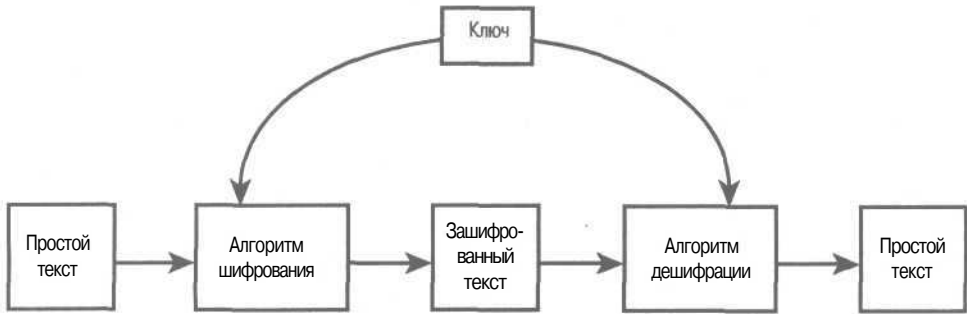 Ключ
Простой
текст
Алгоритм
шифрования
Зашифро-
ванный
текст
Алгоритм
дешифрации
Простой
текст